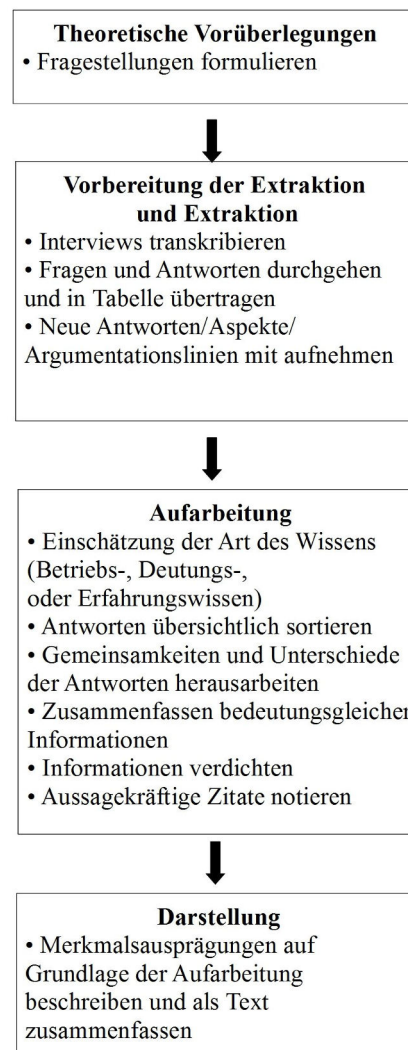 Theoretische Vorüberlegungen
• Fragestellungen formulieren
Vorbereitung der Extraktion
und Extraktion
• Interviews transkribieren
• Fragen und Antworten durchgehen
und in Tabelle übertragen
• Neue Antworten/Aspekte/
Argumentationslinien mit aufnehmen
Aufarbeitung
• Einschätzung der Art des Wissens
(Betriebs-, Deutungs-,
oder Erfahrungswissen)
• Antworten übersichtlich sortieren
• Gemeinsamkeiten und Unterschiede
der Antworten herausarbeiten
• Zusammenfassen bedeutungsgleicher
Informationen
• Informationen verdichten
• Aussagekräftige Zitate notieren
Darstellung
• Merkmalsausprägungen auf
Grundlage der Aufarbeitung
beschreiben und als Text
zusammenfassen